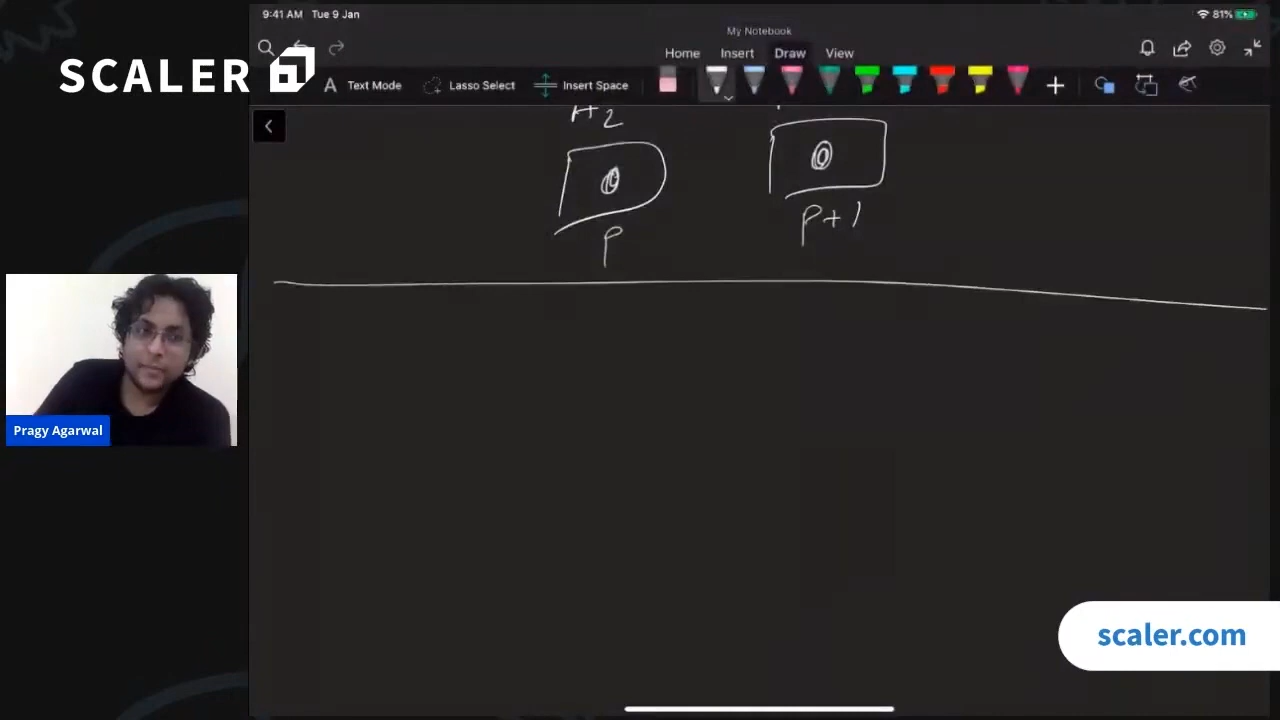 9:41 AM Tue 9 Jan
81%
My Notebook
SCALER
Home Insert Draw View
A Text Mode Lasso Select Insert Space
H2
0 0
P P+1
Pragy Agarwal
scaler.com